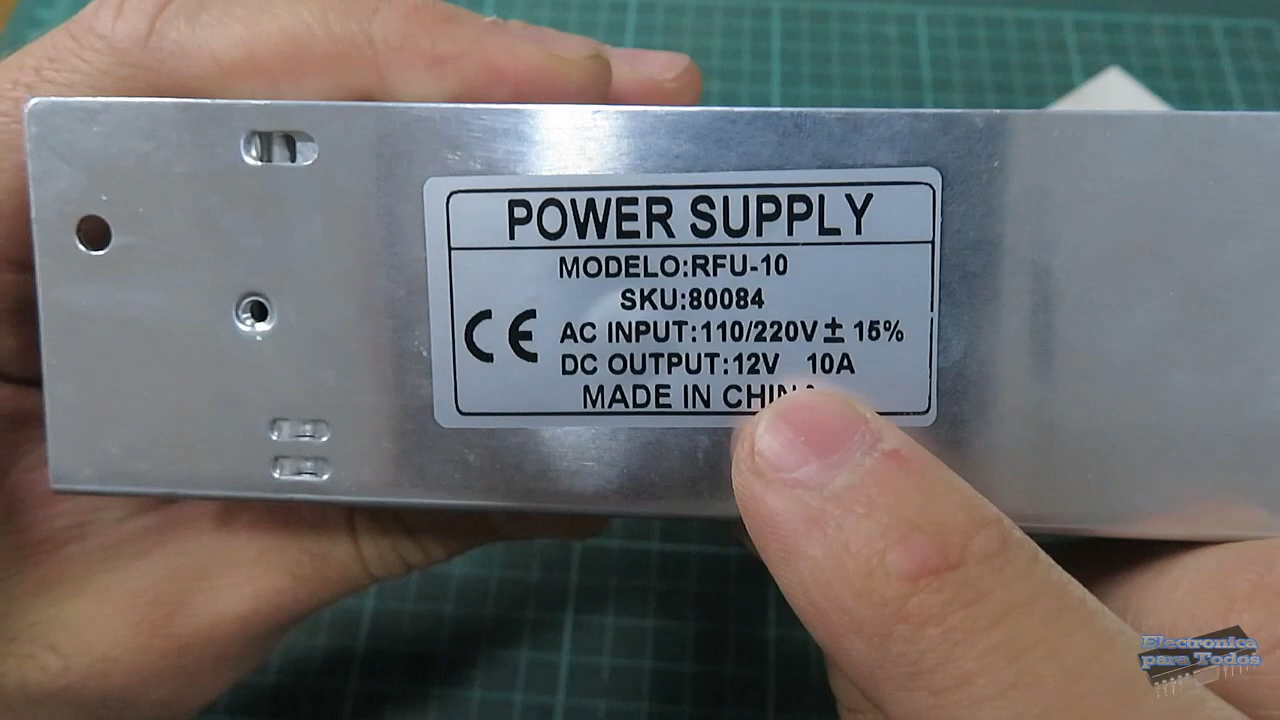 POWER SUPPLY
MODELO:RFU-10
SKU:80084
CE
AC INPUT:110/220V ± 15%
DC OUTPUT:12V 10A
MADE IN CHINA
Electronica
para Todos